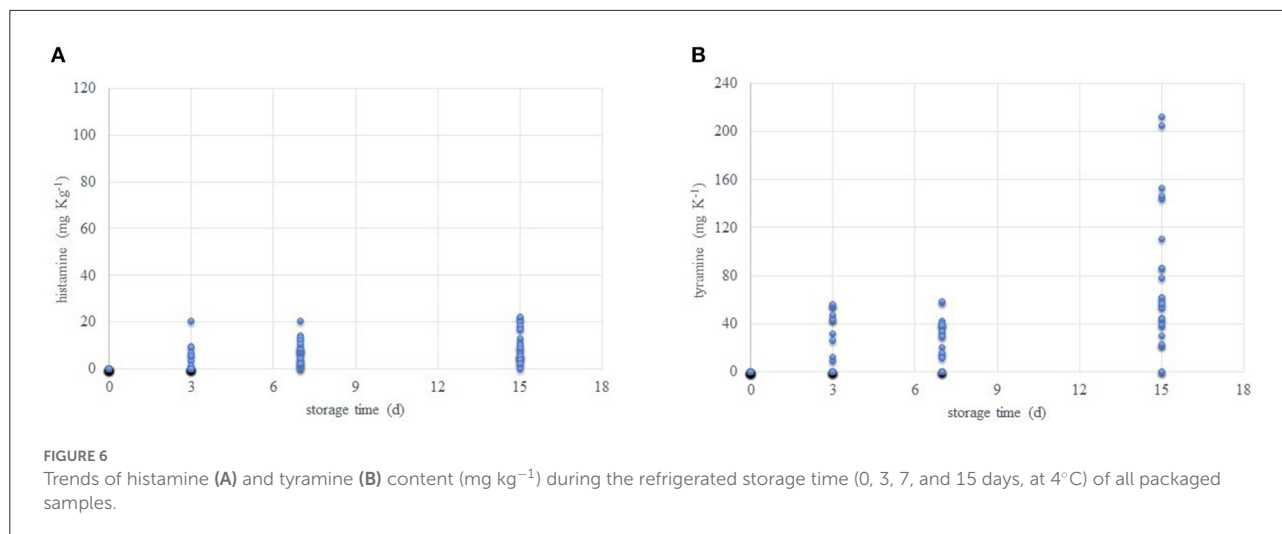 A
histamine (mg Kg-1)
120
100
80
60
40
20
0
0 3 6 9 12 15 18
storage time (d)
B
tyramine (mg K-1)
240
200
160
120
80
40
0
0 3 6 9 12 15 18
storage time (d)
FIGURE 6
Trends of histamine (A) and tyramine (B) content (mg kg−1) during the refrigerated storage time (0, 3, 7, and 15 days, at 4°C) of all packaged
samples.